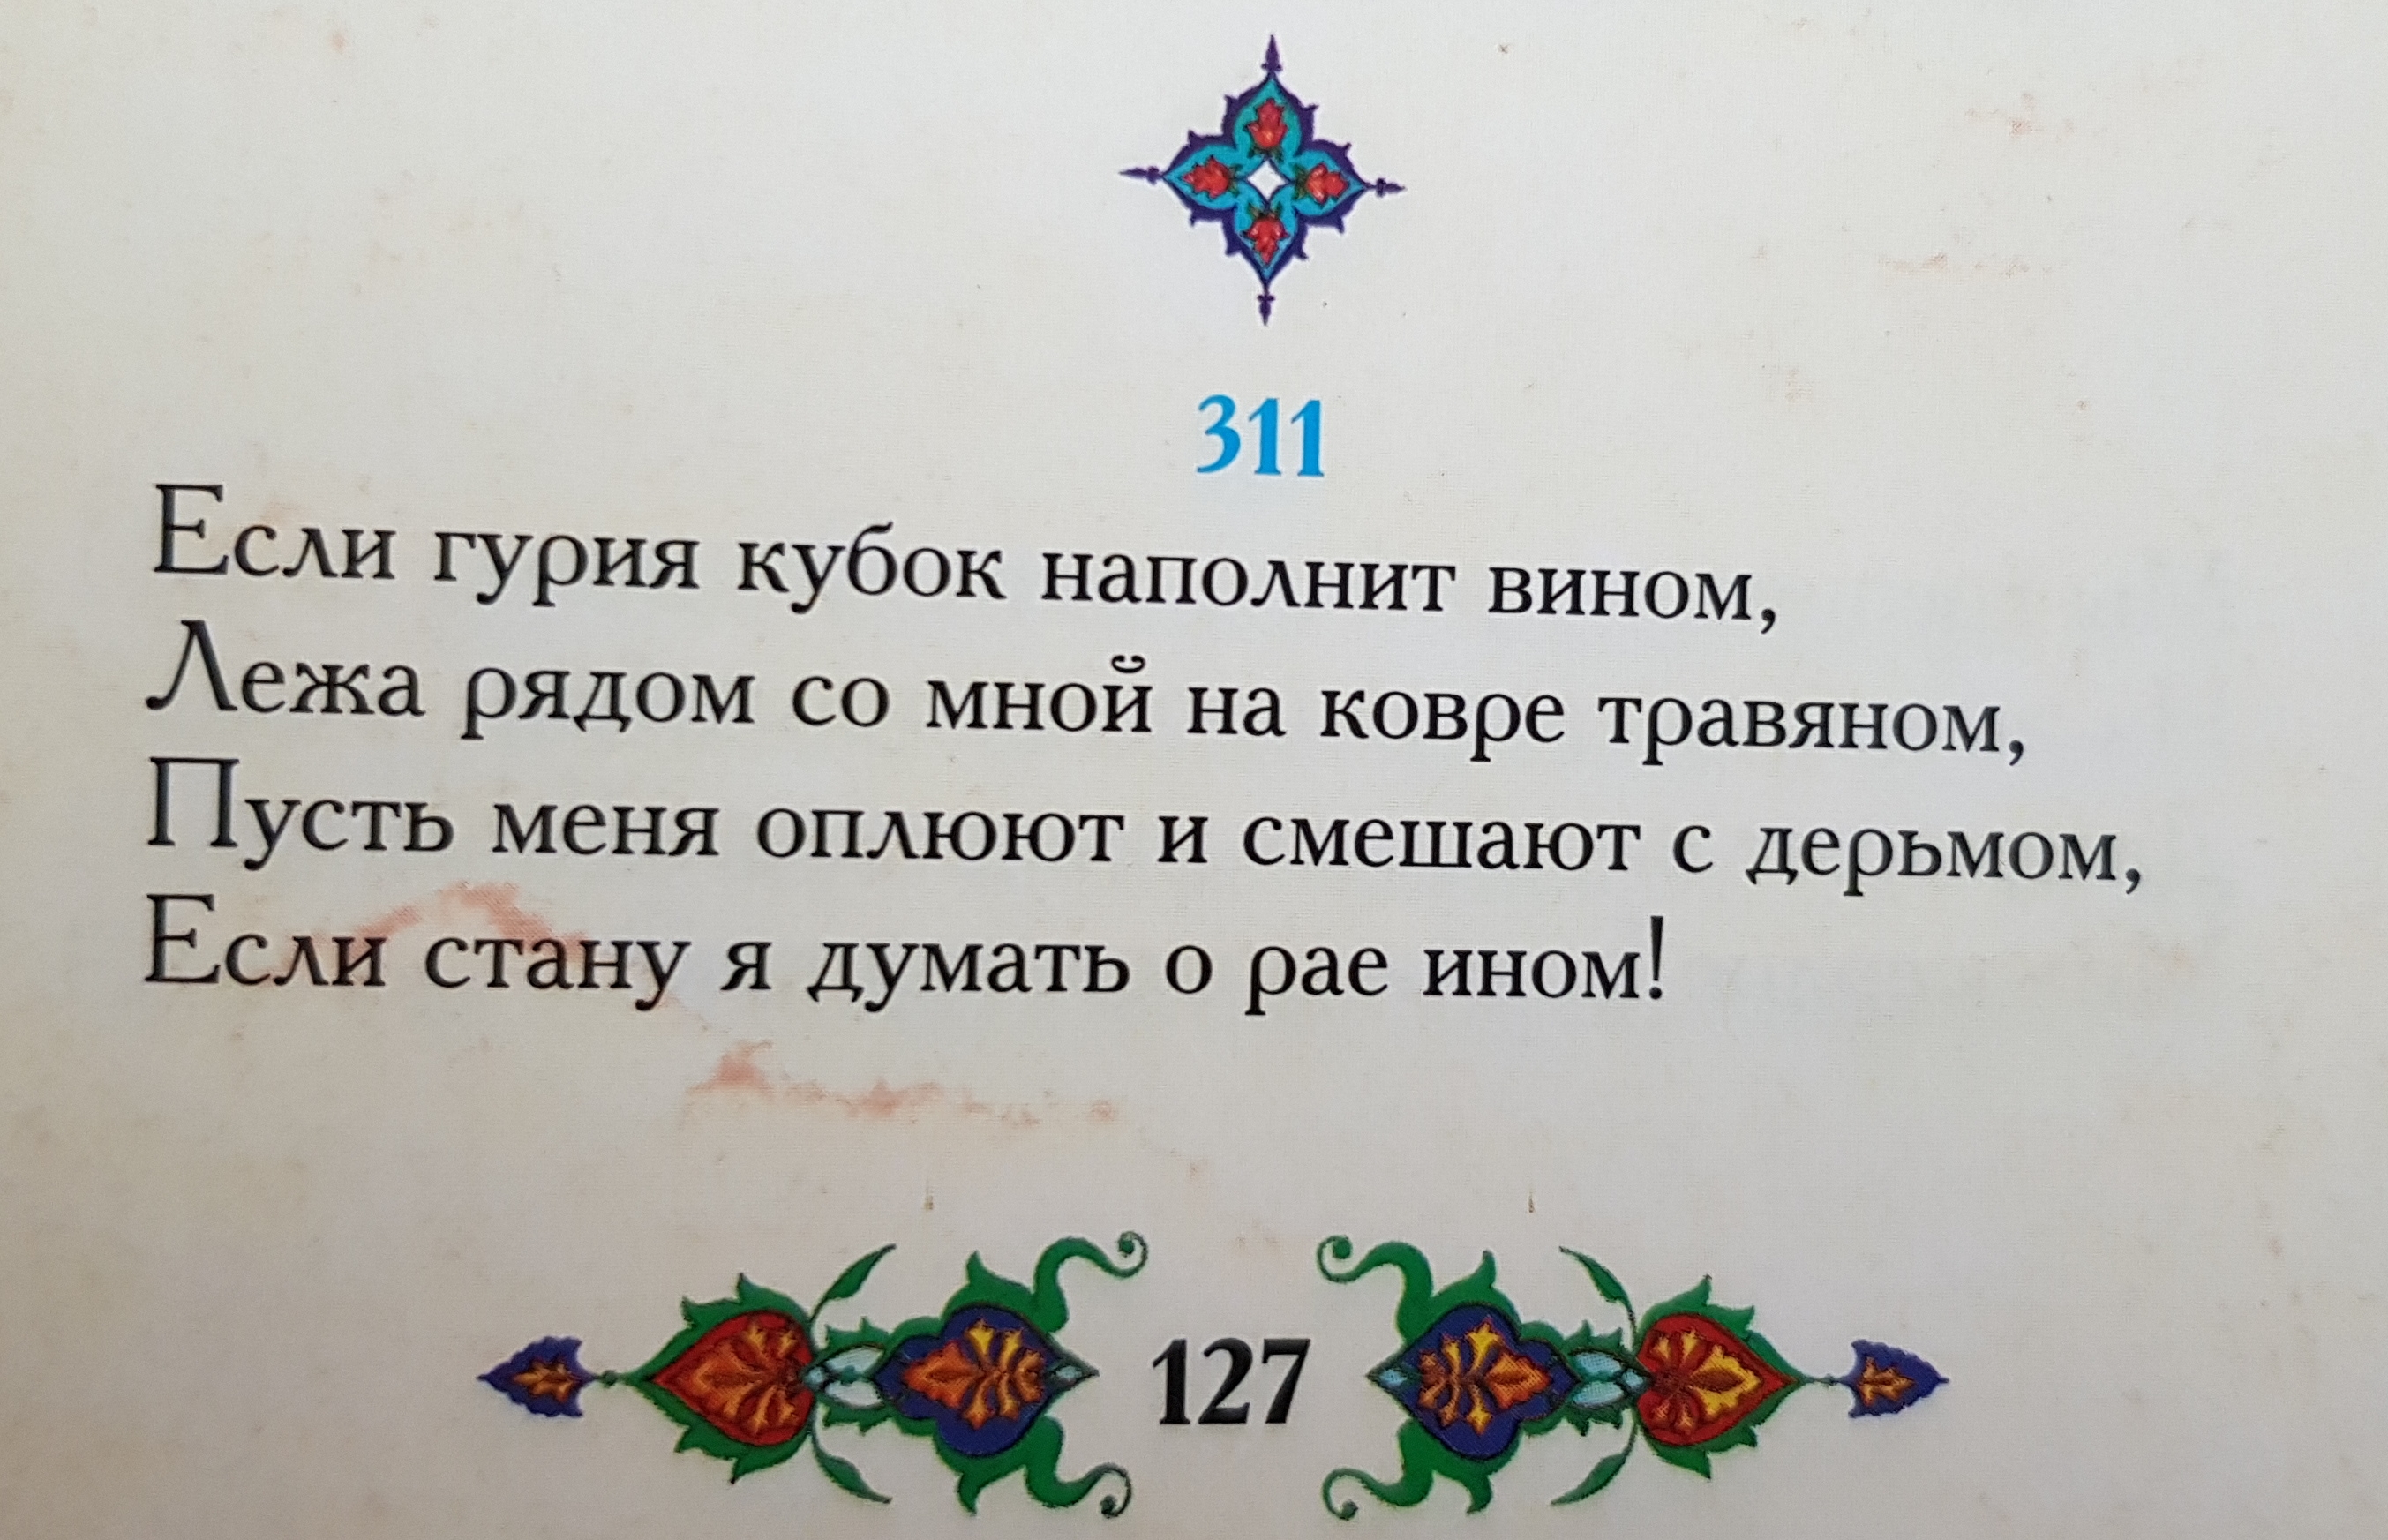 311
Если гурия кубок наполнит вином,
Лежа рядом со мной на ковре травяном,
Пусть меня оплюют и смешают с дерьмом,
Если стану я думать о рае ином!
127